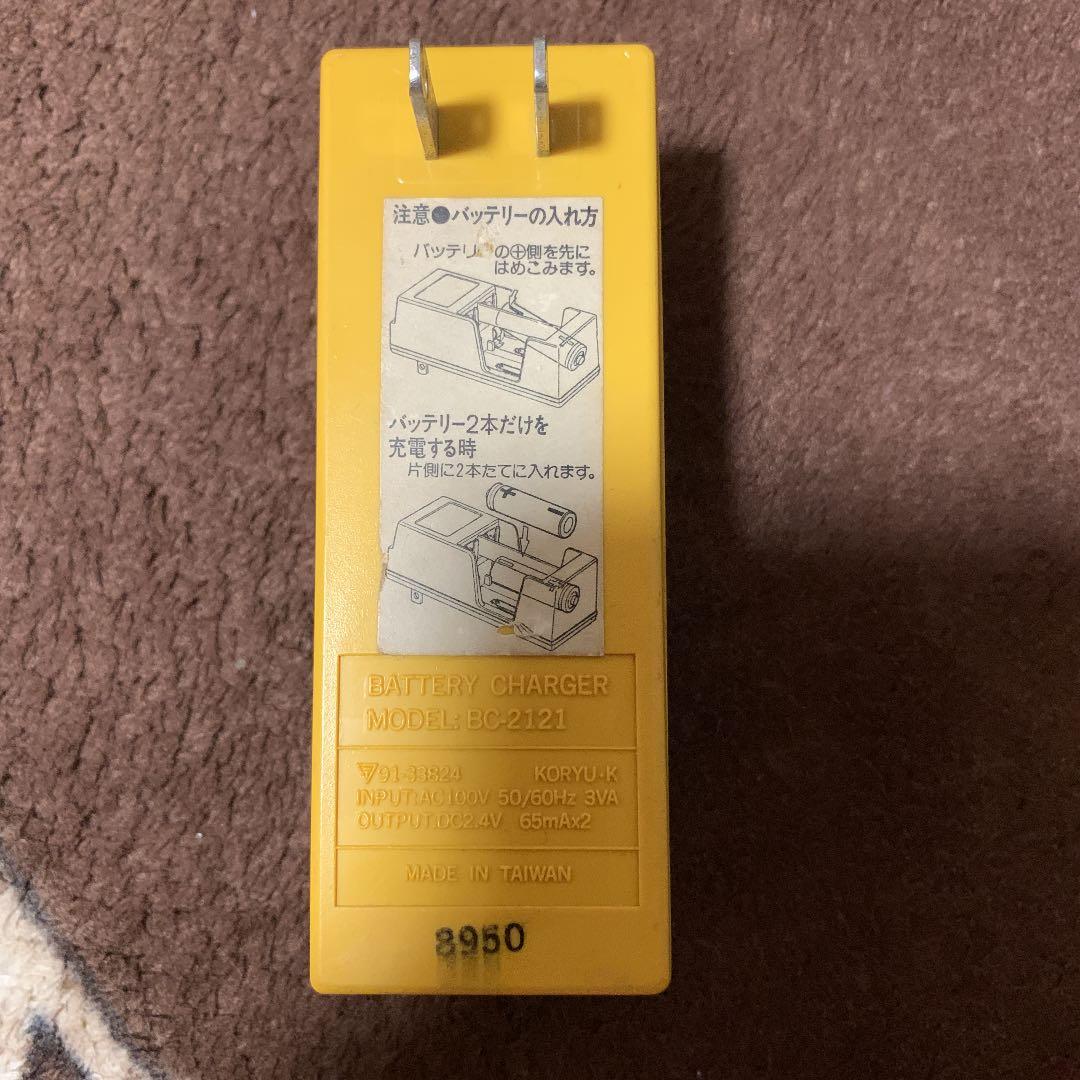 注意●バッテリーの入れ方
バッテリ の⊕側を先に
はめこみます。
バッテリー2本だけを
充電する時
片側に2本たてに入れます。
+
BATTERY CHARGER
MODEL: BC-2121
91-33824 KORYU·K
INPUT:AC100V 50/60Hz 3VA
OUTPUT:DC2.4V 65mAx2
MADE IN TAIWAN
8950